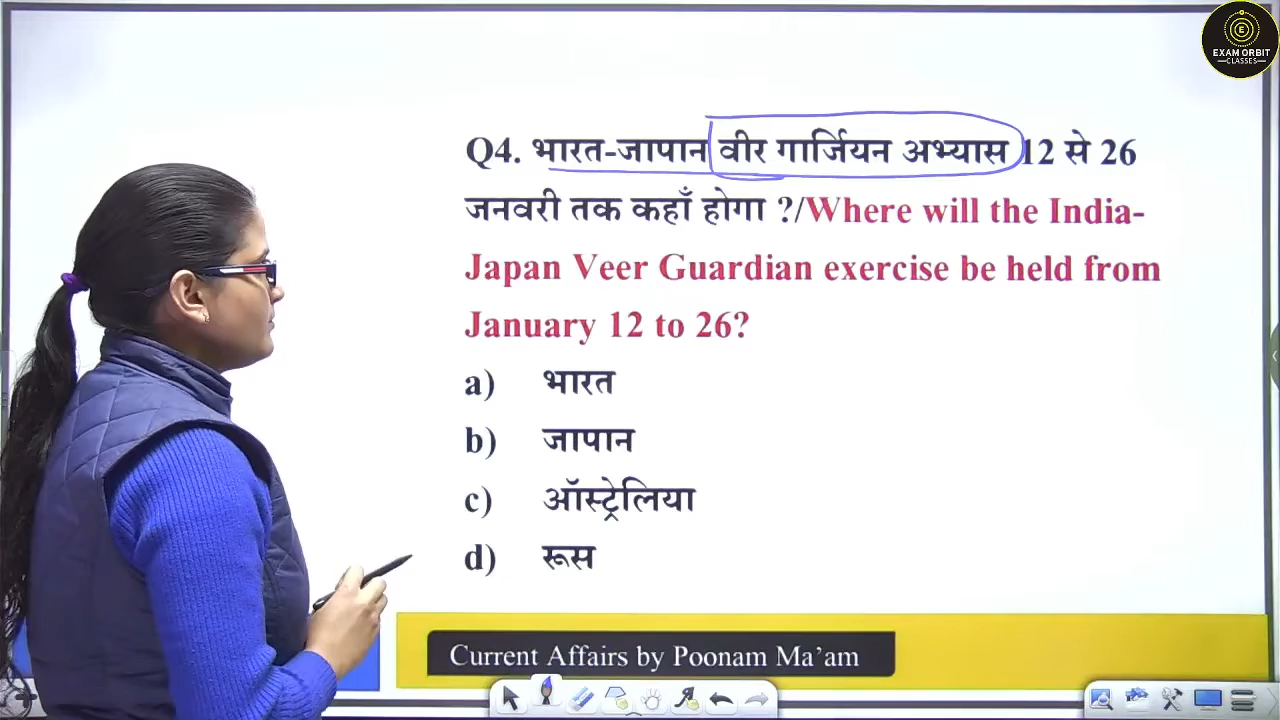 EXAM ORBIT
CLASSES
Q4. भारत-जापान वीर गार्जियन अभ्यास 12 से 26
जनवरी तक कहाँ होगा ?/Where will the India-
Japan Veer Guardian exercise be held from
January 12 to 26?
a) भारत
b) जापान
c) ऑस्ट्रेलिया
d) रूस
Current Affairs by Poonam Ma'am